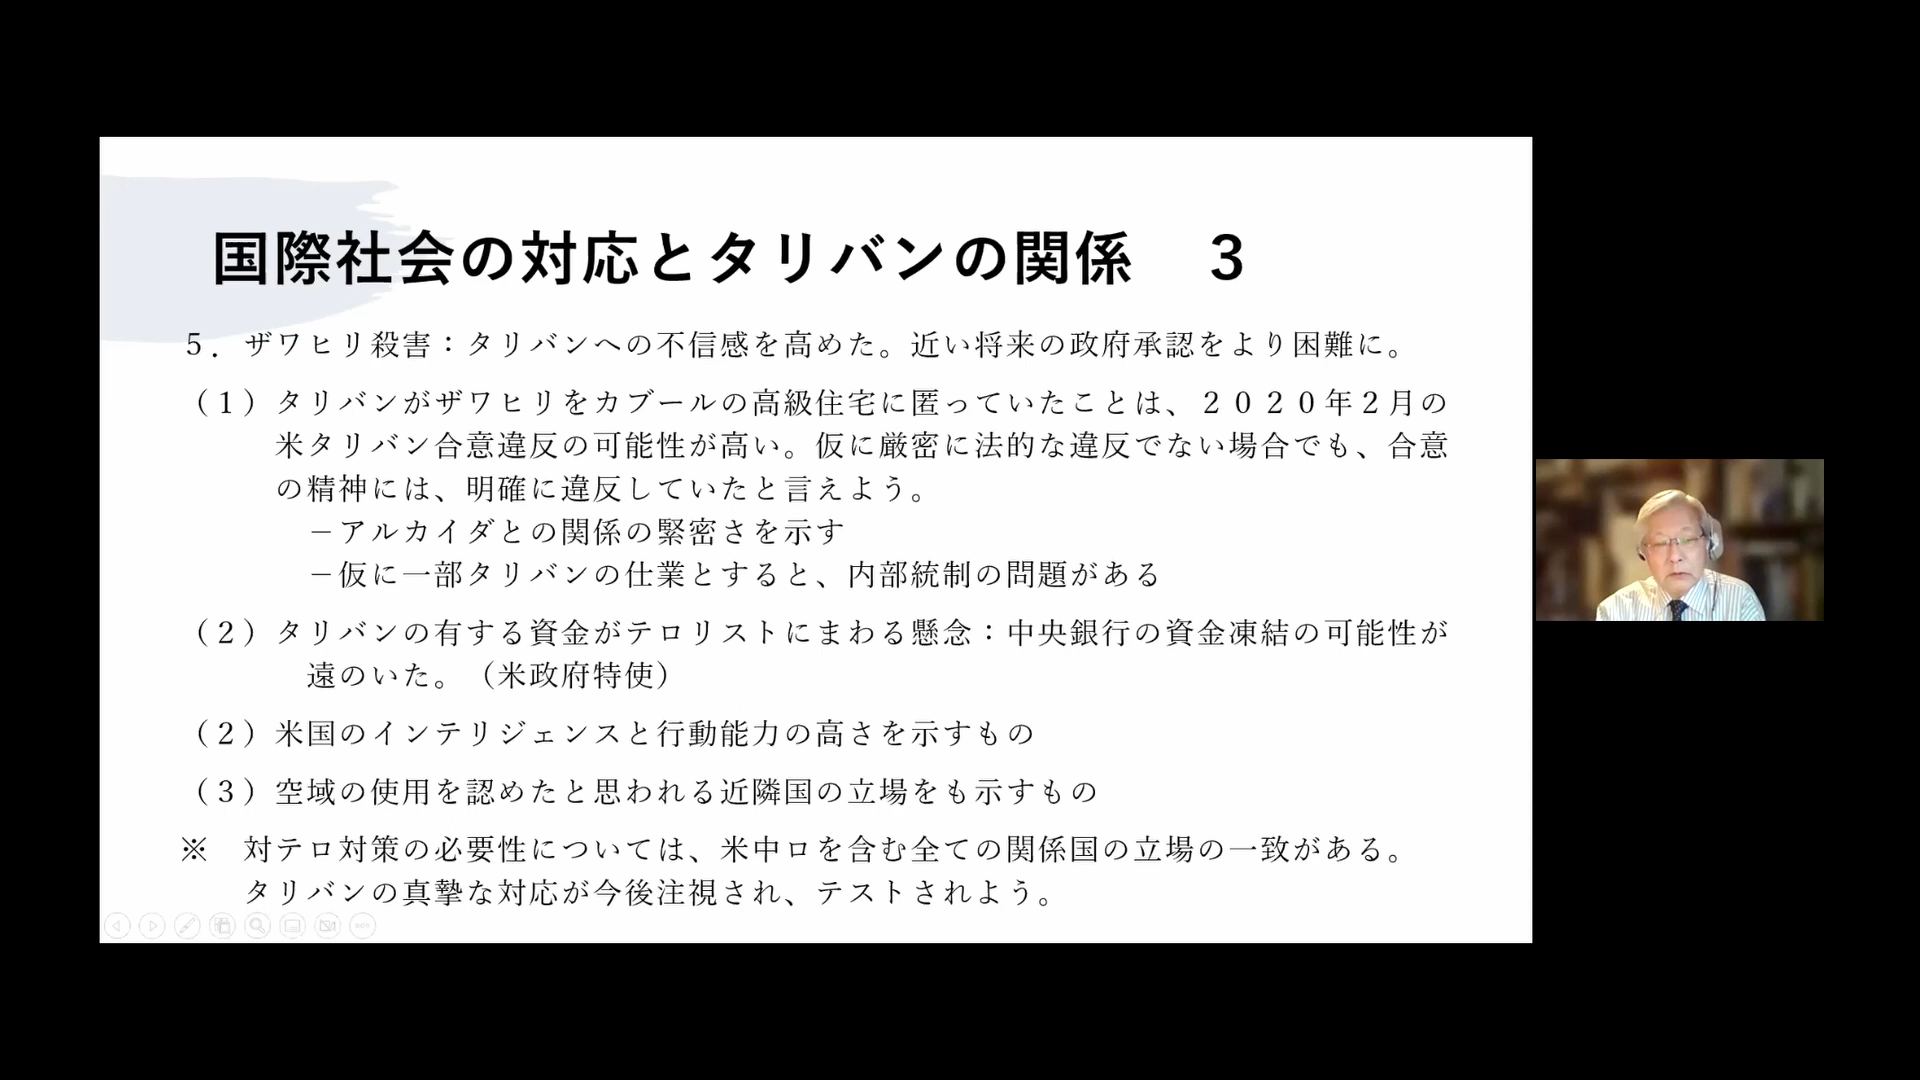 国際社会の対応とタリバンの関係　３
５．ザワヒリ殺害：タリバンへの不信感を高めた。近い将来の政府承認をより困難に。
（１）タリバンがザワヒリをカブールの高級住宅に匿っていたことは、２０２０年２月の
米タリバン合意違反の可能性が高い。仮に厳密に法的な違反でない場合でも、合意
の精神には、明確に違反していたと言えよう。
－アルカイダとの関係の緊密さを示す
－仮に一部タリバンの仕業とすると、内部統制の問題がある
（２）タリバンの有する資金がテロリストにまわる懸念：中央銀行の資金凍結の可能性が
遠のいた。（米政府特使）
（２）米国のインテリジェンスと行動能力の高さを示すもの
（３）空域の使用を認めたと思われる近隣国の立場をも示すもの
※　対テロ対策の必要性については、米中ロを含む全ての関係国の立場の一致がある。
タリバンの真摯な対応が今後注視され、テストされよう。